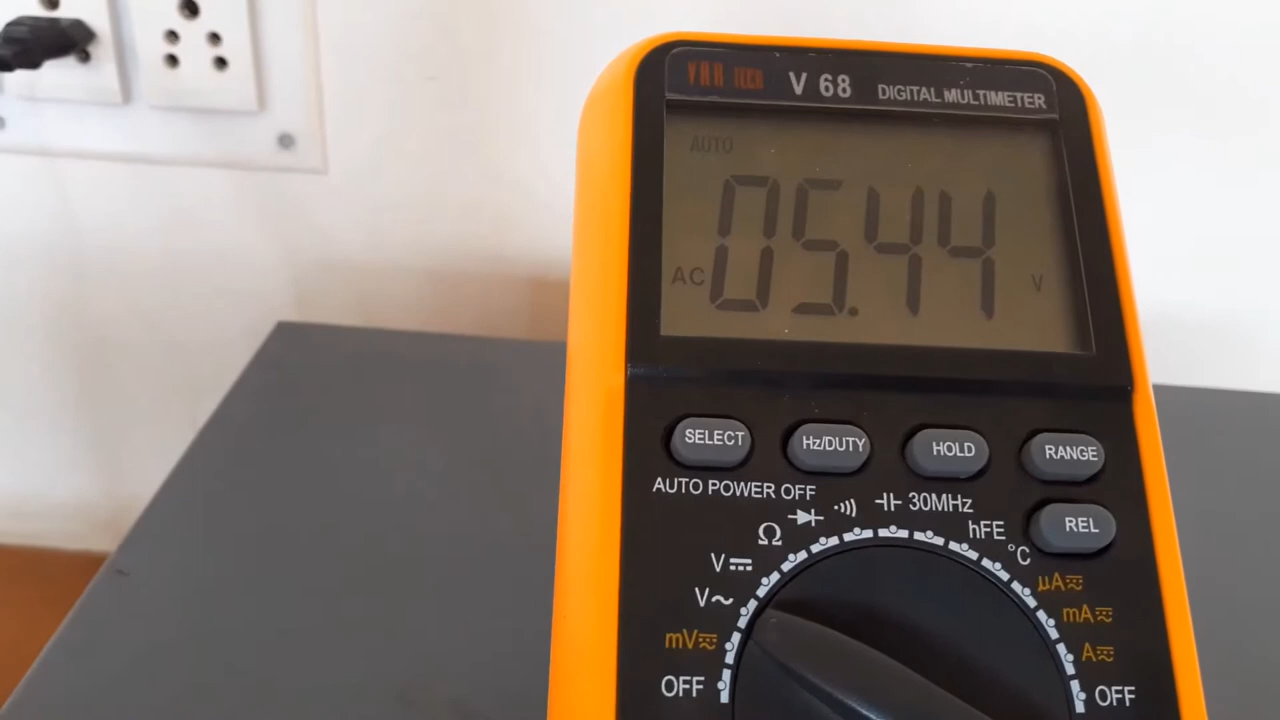 VAR TECH V 68 DIGITAL MULTIMETER
AUTO
AC 05.44 V
SELECT Hz/DUTY HOLD RANGE
AUTO POWER OFF
REL
30MHz
hFE
Ω
°C
V
V~
mV
OFF
µA
mA
A
OFF